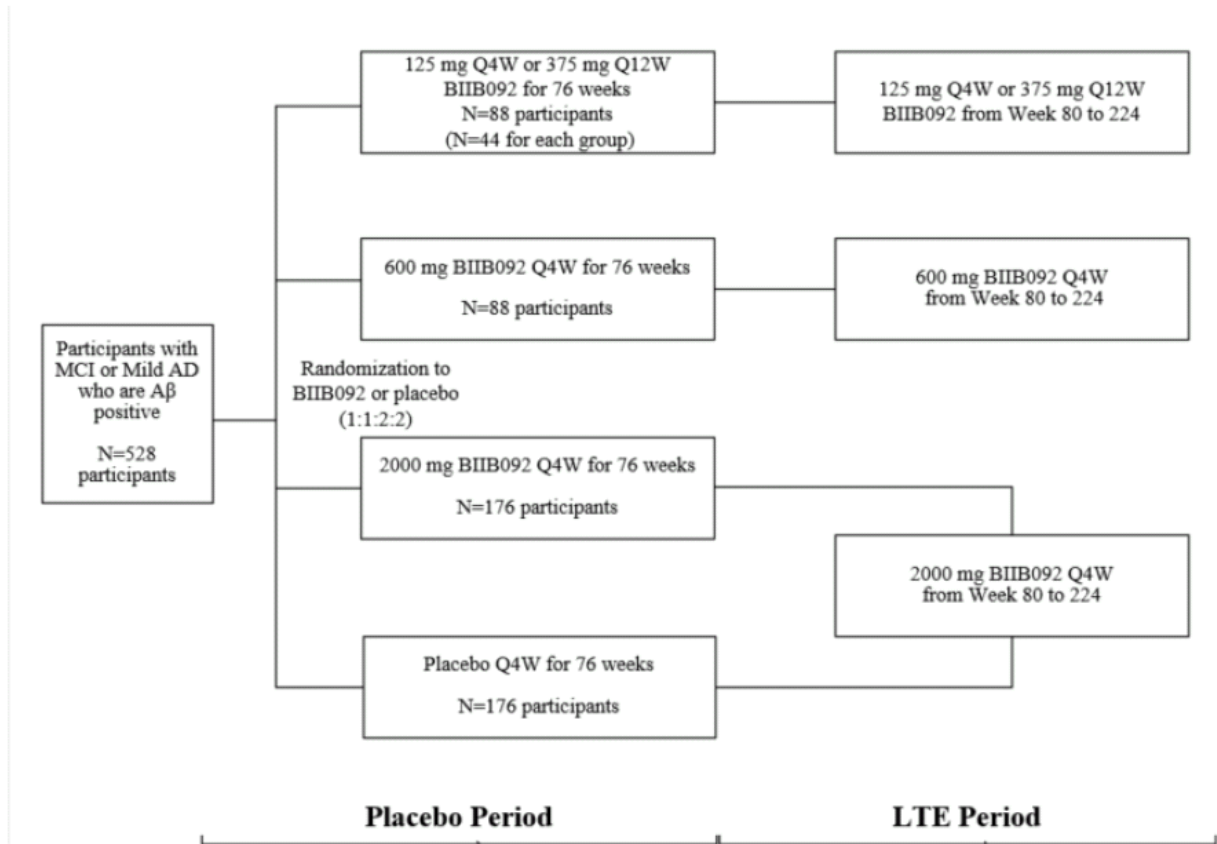 125 mg Q4W or 375 mg Q12W
BIIB092 for 76 weeks
N=88 participants
(N=44 for each group)
125 mg Q4W or 375 mg Q12W
BIIB092 from Week 80 to 224
600 mg BIIB092 Q4W for 76 weeks
N=88 participants
600 mg BIIB092 Q4W
from Week 80 to 224
Participants with
MCI or Mild AD
who are Aβ
positive
N=528
participants
Randomization to
BIIB092 or placebo
(1:1:2:2)
2000 mg BIIB092 Q4W for 76 weeks
N=176 participants
2000 mg BIIB092 Q4W
from Week 80 to 224
Placebo Q4W for 76 weeks
N=176 participants
Placebo Period
LTE Period